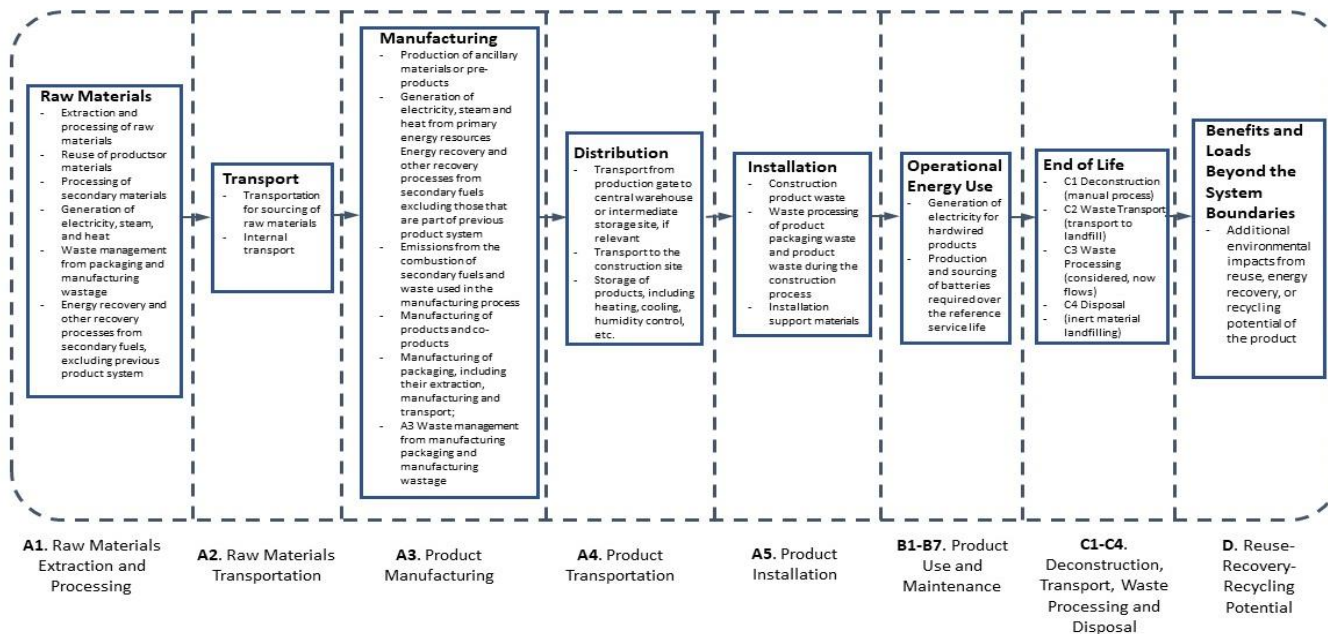 Raw Materials
- Extraction and
processing of raw
materials
- Reuse of productsor
materials
- Processing of
secondary materials
- Generation of
electricity, steam,
and heat
- Waste management
from packaging and
manufacturing
wastage
- Energy recovery and
other recovery
processes from
secondary fuels,
excluding previous
product system
Transport
- Transportation
for sourcing of
raw materials
- Internal
transport
Manufacturing
- Production of ancillary
materials or pre-
products
- Generation of
electricity, steam and
heat from primary
energy resources
Energy recovery and
other recovery
processes from
secondary fuels
excluding those that
are part of previous
product system
- Emissions from the
combustion of
secondary fuels and
waste used in the
manufacturing process
- Manufacturing of
products and co-
products
- Manufacturing of
packaging, including
their extraction,
manufacturing and
transport;
- A3 Waste management
from manufacturing
packaging and
manufacturing
wastage
Distribution
- Transport from
production gate to
central warehouse
or intermediate
storage site, if
relevant
- Transport to the
construction site
- Storage of
products, including
heating, cooling,
humidity control,
etc.
Installation
- Construction
product waste
- Waste processing
of product
packaging waste
and product
waste during the
construction
process
- Installation
support materials
Operational
Energy Use
- Generation of
electricity for
hardwired
products
- Production
and sourcing
of batteries
required over
the reference
service life
End of Life
- C1 Deconstruction
(manual process)
- C2 Waste Transport
(transport to
landfill)
- C3 Waste
Processing
(considered, now
flows)
- C4 Disposal
- (inert material
landfilling)
Benefits and
Loads
Beyond the
System
Boundaries
- Additional
environmental
impacts from
reuse, energy
recovery, or
recycling
potential of
the product
A1. Raw Materials
Extraction and
Processing
A2. Raw Materials
Transportation
A3. Product
Manufacturing
A4. Product
Transportation
A5. Product
Installation
B1-B7. Product
Use and
Maintenance
C1-C4.
Deconstruction,
Transport, Waste
Processing and
Disposal
D. Reuse-
Recovery-
Recycling
Potential